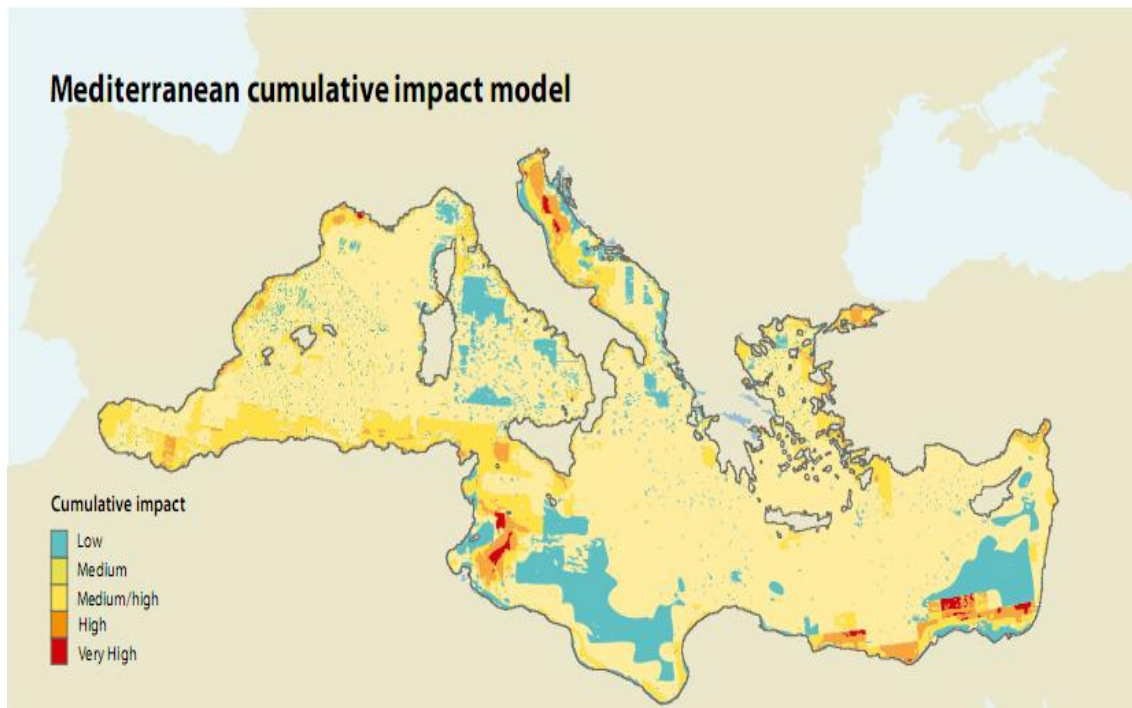 Mediterranean cumulative impact model
Cumulative impact
Low
Medium
Medium/high
High
Very High